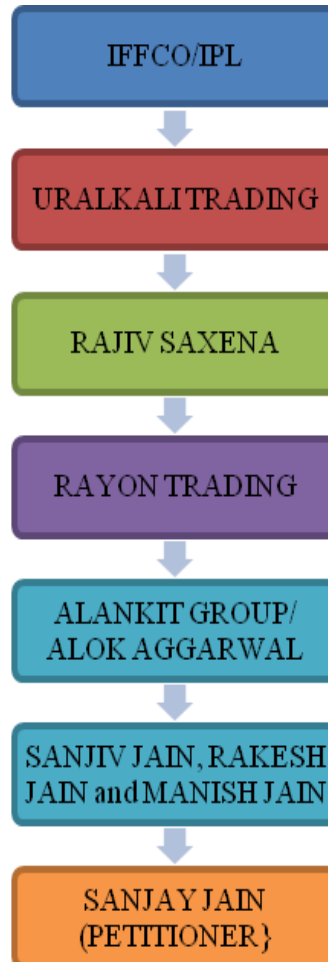 IFFCO/IPL
URALKALI TRADING
RAJIV SAXENA
RAYON TRADING
ALANKIT GROUP/
ALOK AGGARWAL
SANJIV JAIN, RAKESH
JAIN and MANISH JAIN
SANJAY JAIN
(PETITIONER}